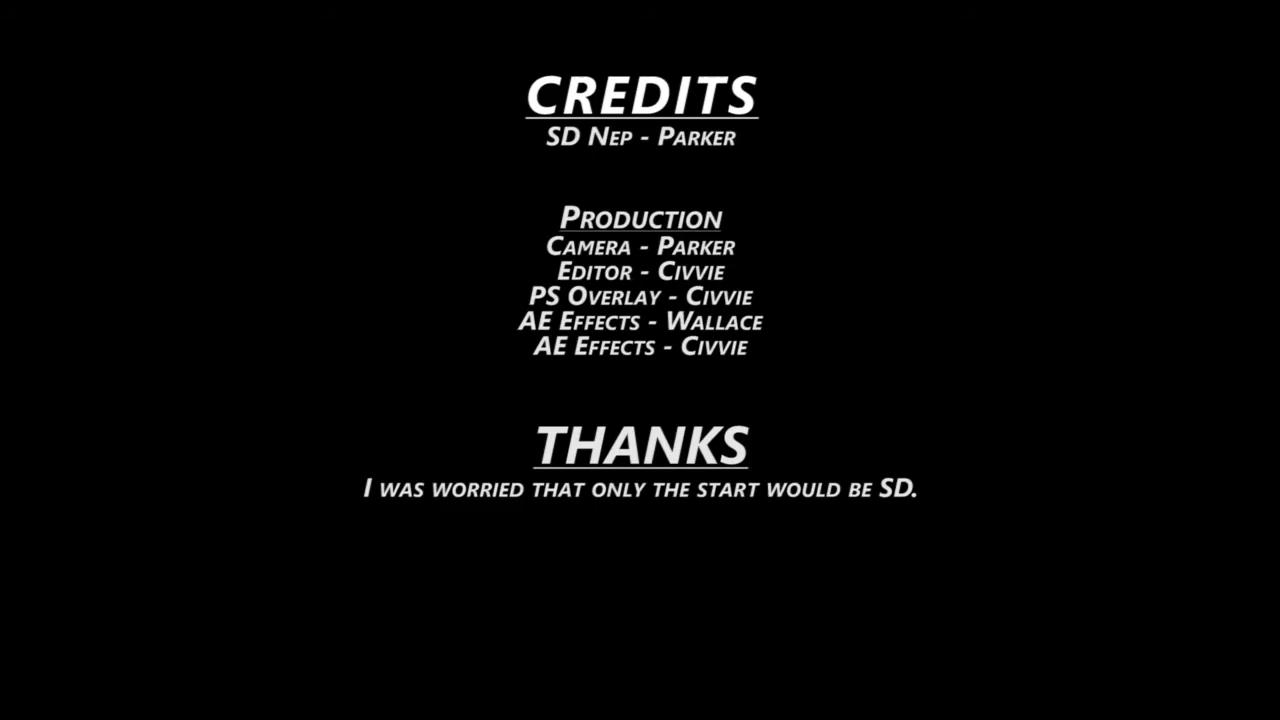 CREDITS
SD Nep - Parker
Production
Camera - Parker
Editor - Civvie
PS Overlay - Civvie
AE Effects - Wallace
AE Effects - Civvie
THANKS
I was worried that only the start would be SD.